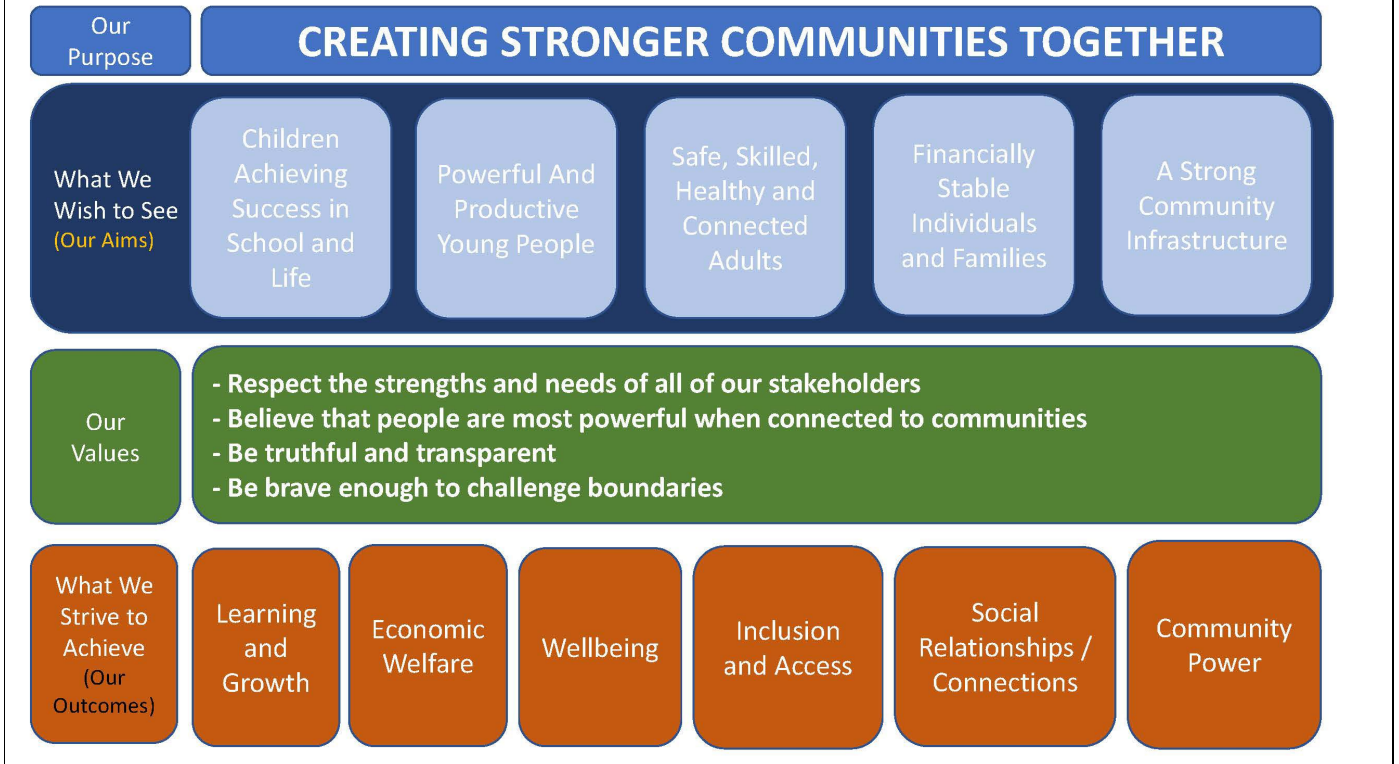 Our
Purpose
CREATING STRONGER COMMUNITIES TOGETHER
What We
Wish to See
(Our Aims)
Children
Achieving
Success in
School and
Life
Powerful And
Productive
Young People
Safe, Skilled,
Healthy and
Connected
Adults
Financially
Stable
Individuals
and Families
A Strong
Community
Infrastructure
Our
Values
- Respect the strengths and needs of all of our stakeholders
- Believe that people are most powerful when connected to communities
- Be truthful and transparent
- Be brave enough to challenge boundaries
What We
Strive to
Achieve
(Our
Outcomes)
Learning
and
Growth
Economic
Welfare
Wellbeing
Inclusion
and Access
Social
Relationships /
Connections
Community
Power